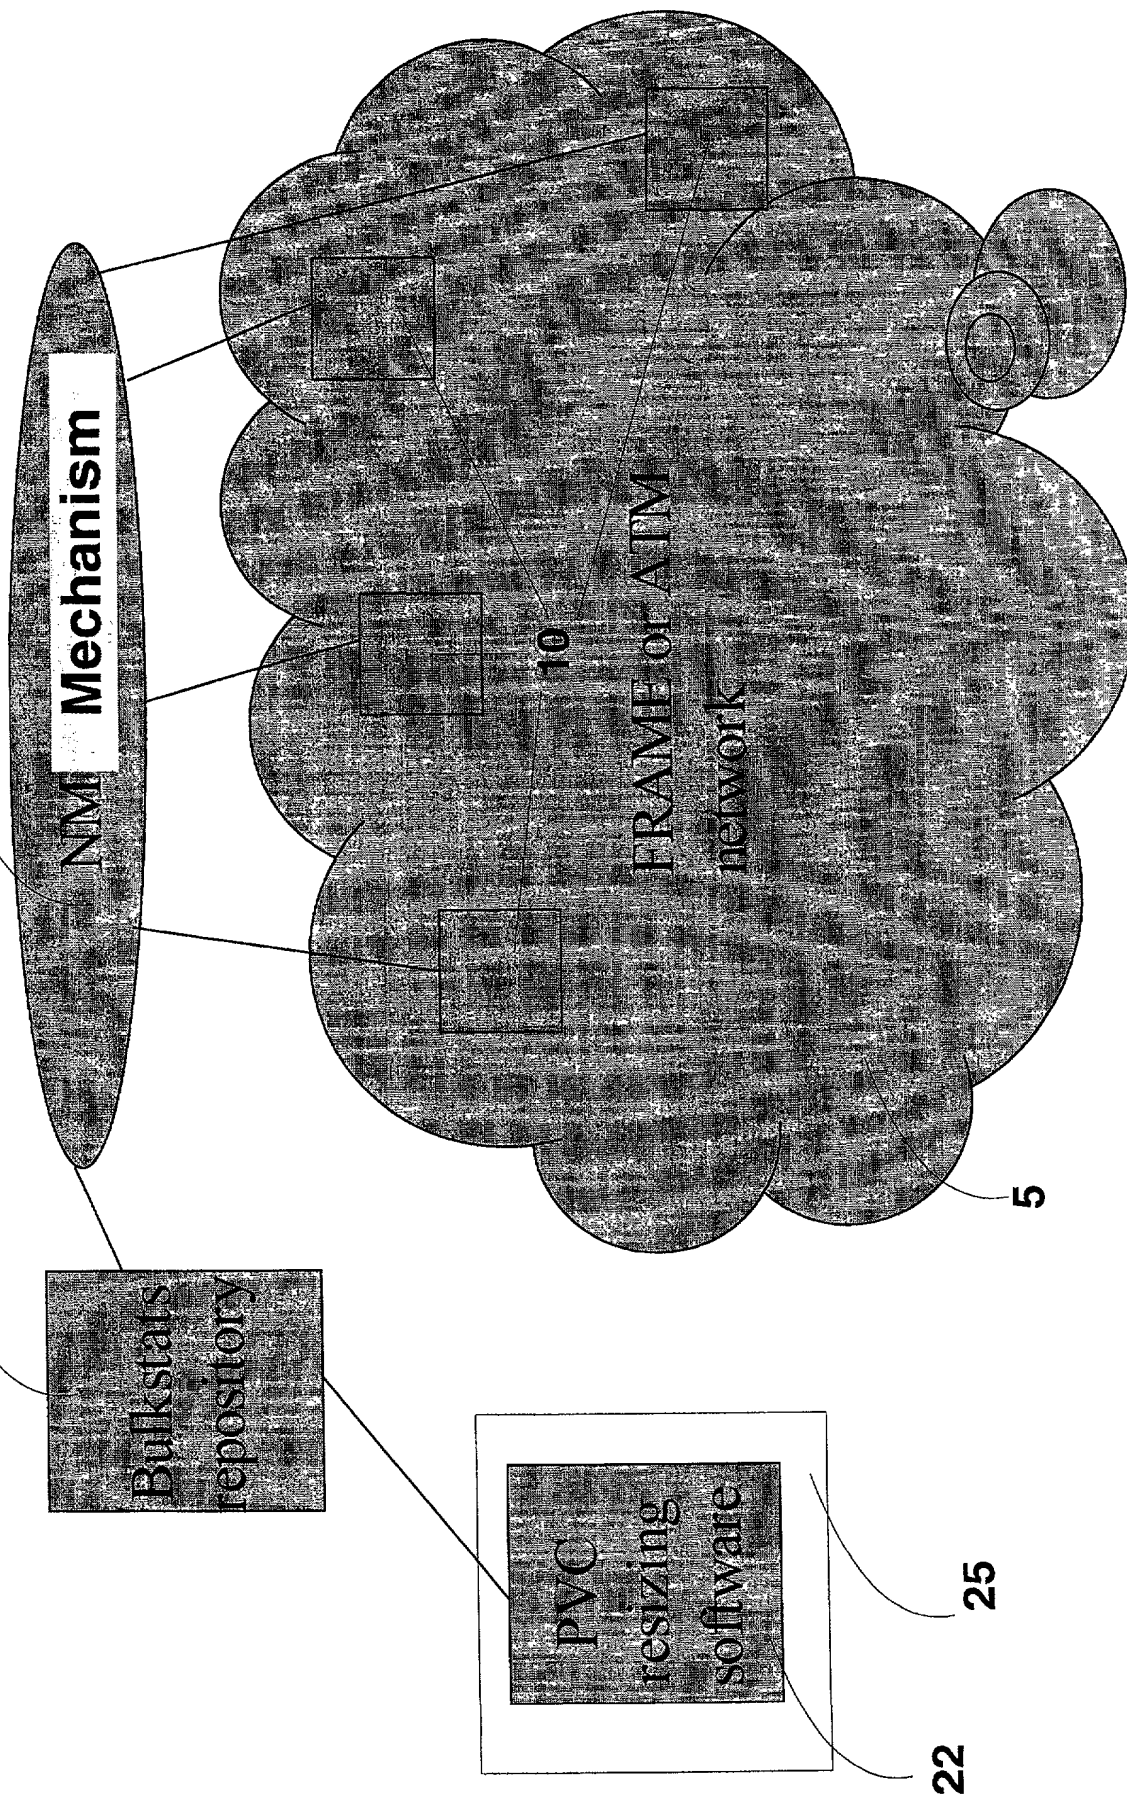 NM Mechanism
Bulkstats
repository
10
FRAME or ATM
network
PVC
resizing
software
5
25
22